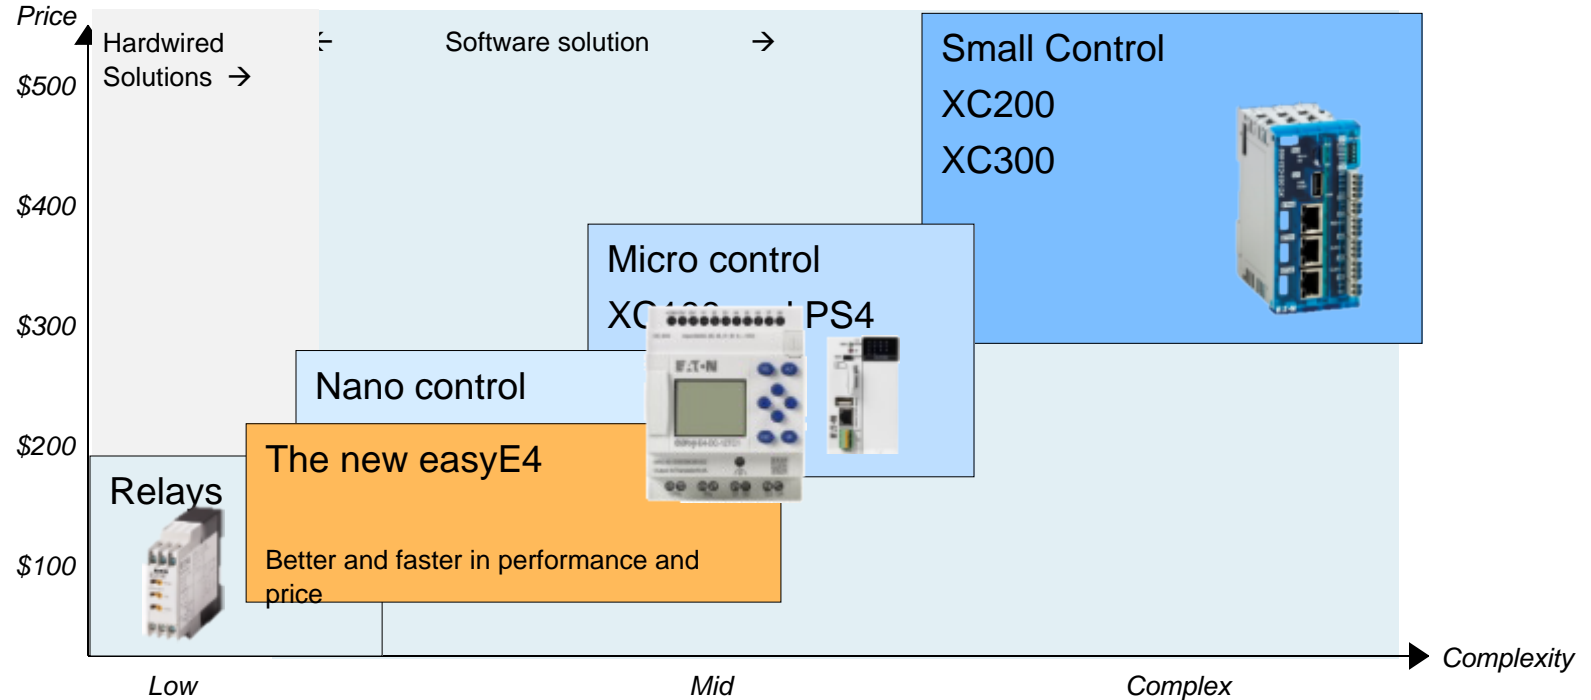 Price
Hardwired
Solutions →
← Software solution →
$500
$400
$300
$200
$100
Small Control
XC200
XC300
Micro control
PS4
Nano control
The new easyE4
Better and faster in performance and
price
Relays
EATON
Low
Mid
Complex
Complexity